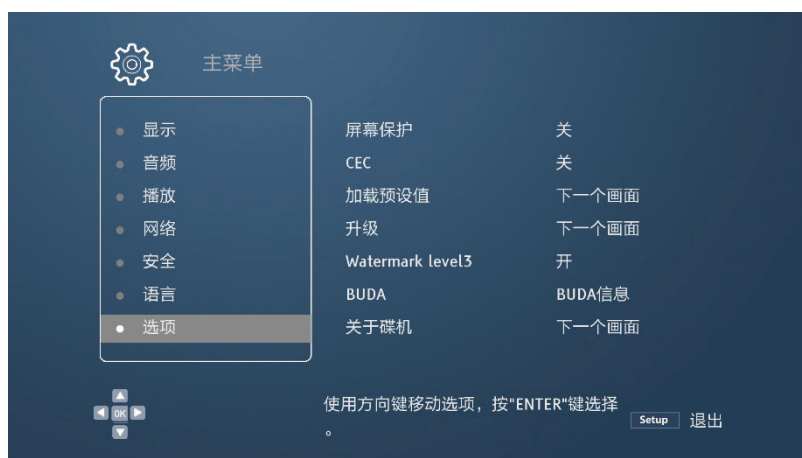 主菜单
显示
音频
播放
网络
安全
语言
选项
屏幕保护 关
CEC 关
加载预设值 下一个画面
升级 下一个画面
Watermark level3 开
BUDA BUDA信息
关于碟机 下一个画面
OK
使用方向键移动选项，按"ENTER"键选择
。
Setup 退出